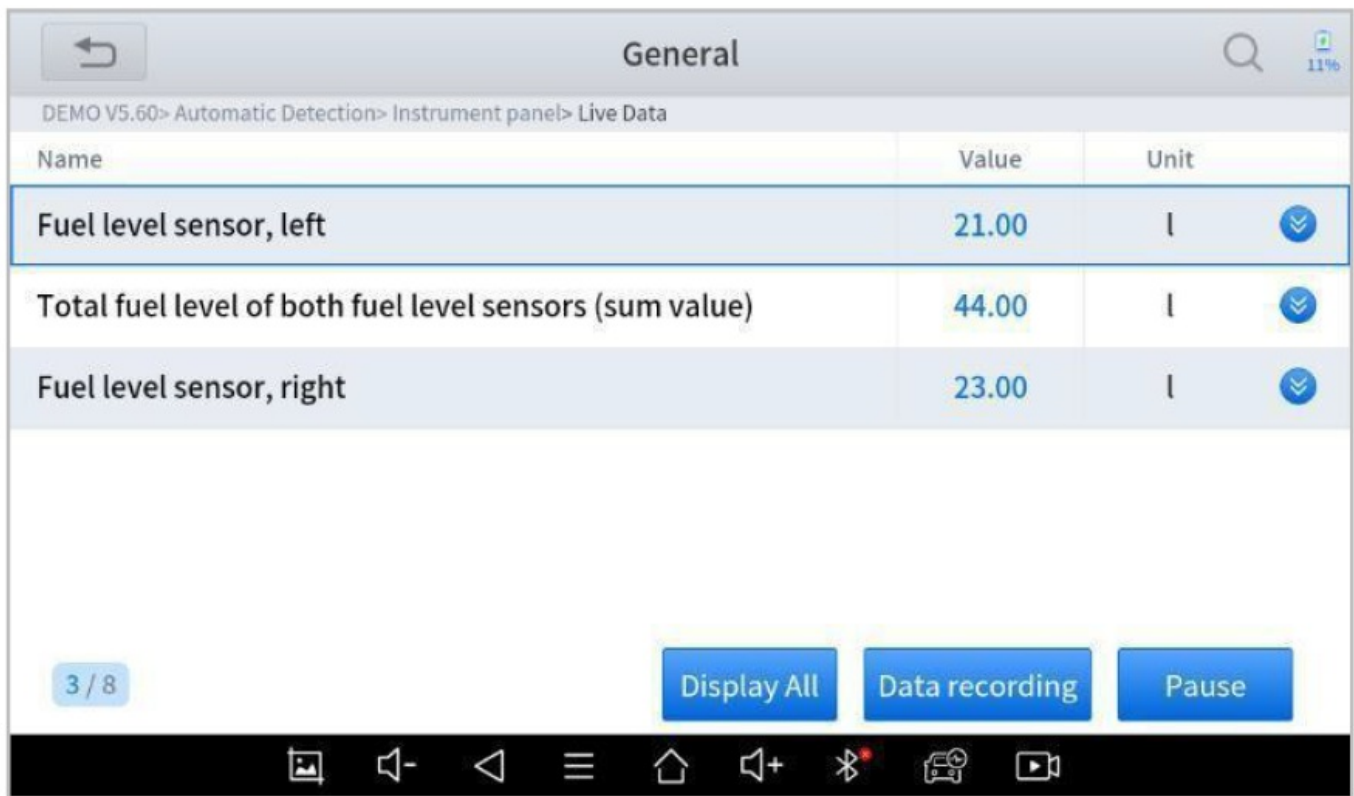 General
11%
DEMO V5.60> Automatic Detection> Instrument panel> Live Data
Name Value Unit
Fuel level sensor, left 21.00 l
Total fuel level of both fuel level sensors (sum value) 44.00 l
Fuel level sensor, right 23.00 l
3 / 8 Display All Data recording Pause